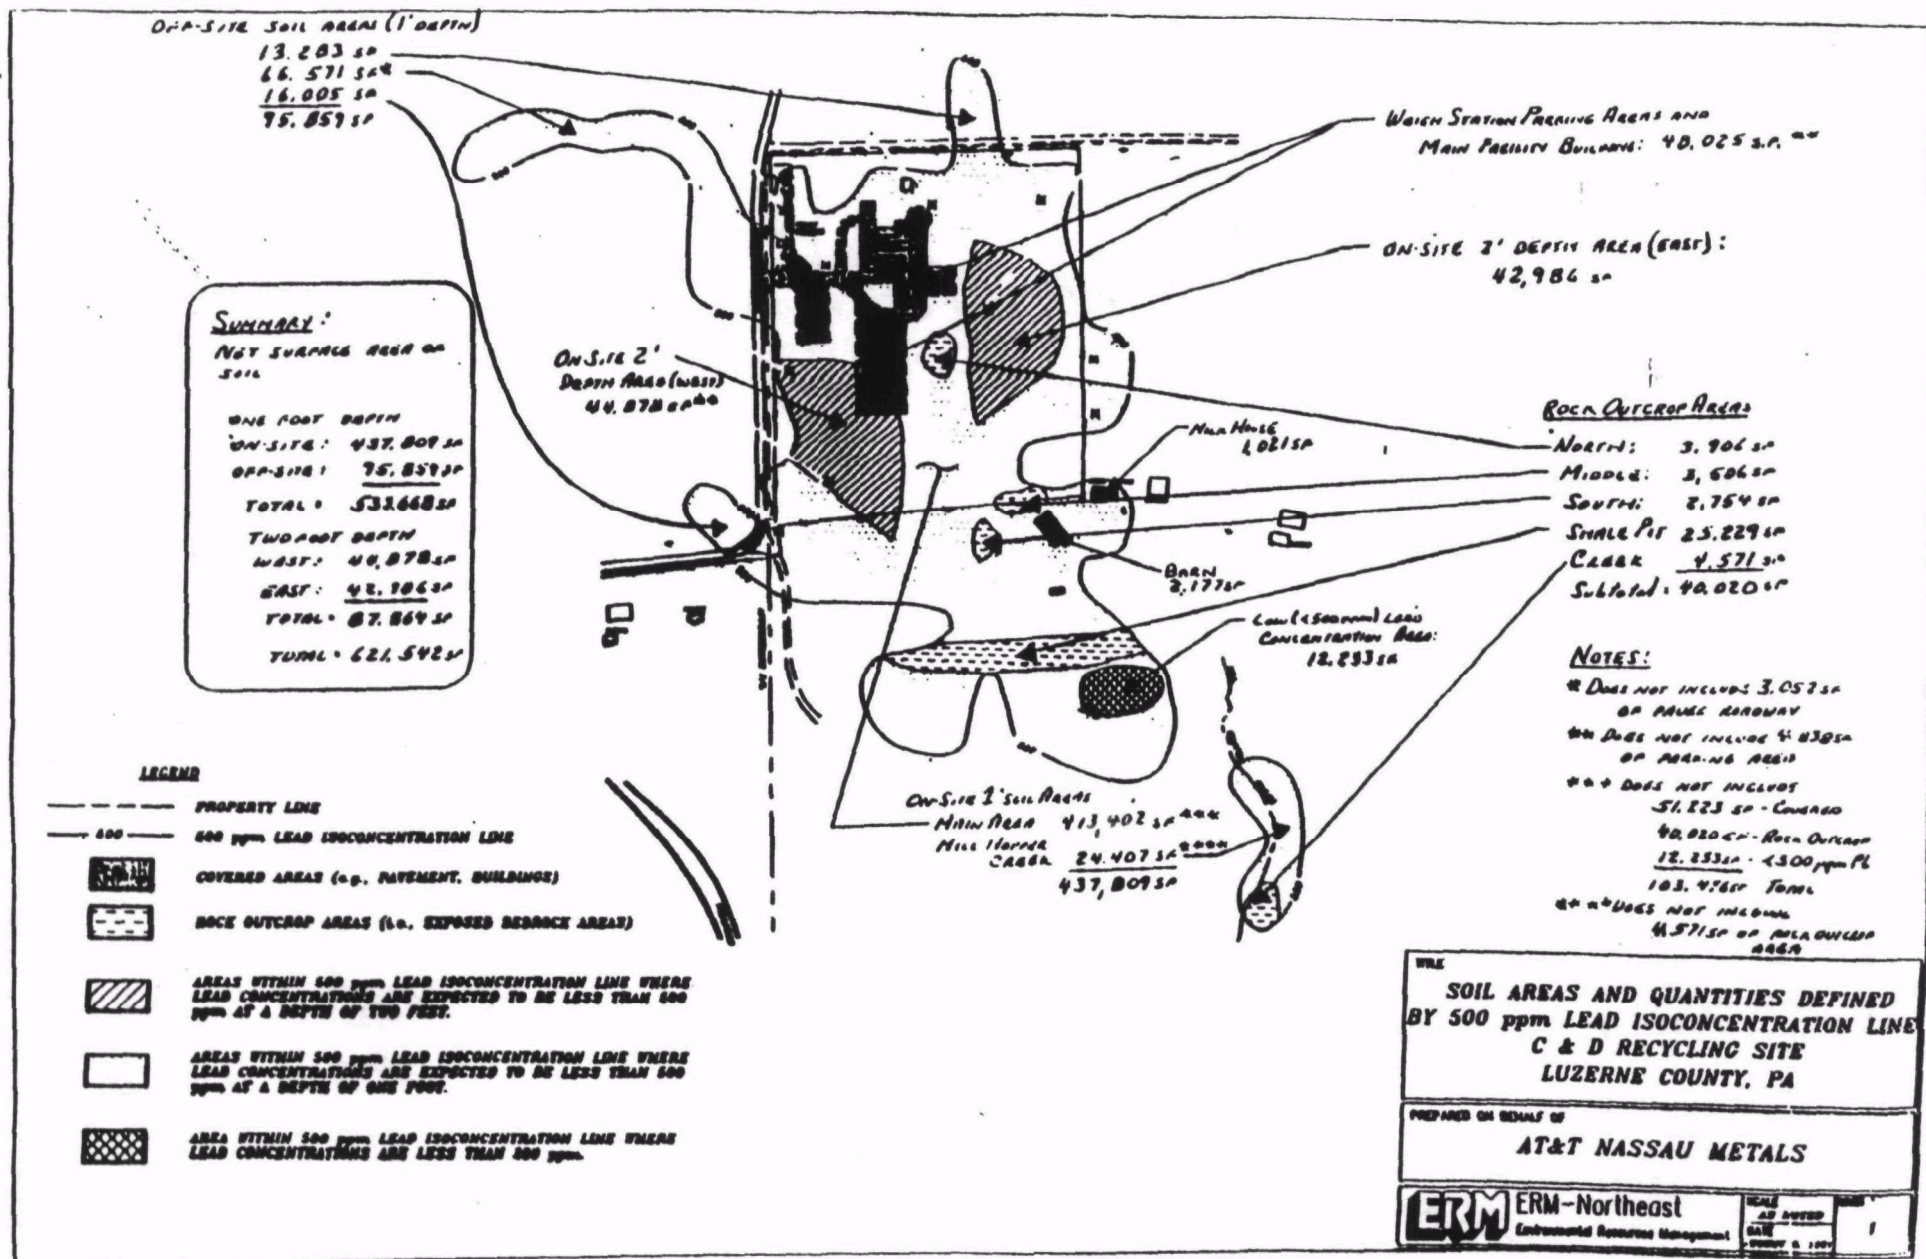 OFF-SITE SOIL AREAS (1' DEPTH)
13.283 SF
66.571 SF*
16.005 SF
95.859 SF
WEIGH STATION PARKING AREAS AND
MAIN FACILITY BUILDING: 48,025 S.F. **
ON-SITE 2' DEPTH AREA (EAST):
42,986 SF
SUMMARY:
NET SURFACE AREA OF
SOIL
ONE FOOT DEPTH
ON-SITE: 437.809 SF
OFF-SITE: 95.859 SF
TOTAL = 533.668 SF
TWO FOOT DEPTH
WEST: 44,878 SF
EAST: 42.986 SF
TOTAL = 87.864 SF
TOTAL = 621.542 SF
ON-SITE 2'
DEPTH AREA (WEST)
44.878 SF**
MILK HOUSE
1,021 SF
BARN
2,177 SF
LOW (<500 PPM) LEAD
CONCENTRATION AREA:
12.233 SF
ROCK OUTCROP AREAS
NORTH: 3.906 SF
MIDDLE:
SOUTH: 2.754 SF
SMALL PIT 25.229 SF
CREEK 4.571 SF
Subtotal: 40.020 SF
NOTES:
* DOES NOT INCLUDE 3.052 SF
OF PAVED ROADWAY
** DOES NOT INCLUDE
OF PARKING AREA
*** DOES NOT INCLUDE
51.223 SF - COVERED
40.020 SF - ROCK OUTCROP
12.233 SF - <500 ppm Pb
103.476 SF TOTAL
**** DOES NOT INCLUDE
4.571 SF OF ROCK OUTCROP
AREA
ON-SITE 1' SOIL AREAS
MAIN AREA 413,402 SF ***
MILL HOPPER
CREEK 24.407 SF ****
437,809 SF
LEGEND
PROPERTY LINE
500 500 ppm LEAD ISOCONCENTRATION LINE
COVERED AREAS (e.g., PAVEMENT, BUILDINGS)
ROCK OUTCROP AREAS (i.e., EXPOSED BEDROCK AREAS)
AREAS WITHIN 500 ppm LEAD ISOCONCENTRATION LINE WHERE
LEAD CONCENTRATIONS ARE EXPECTED TO BE LESS THAN 500
ppm AT A DEPTH OF TWO FEET.
AREAS WITHIN 500 ppm LEAD ISOCONCENTRATION LINE WHERE
LEAD CONCENTRATIONS ARE EXPECTED TO BE LESS THAN 500
ppm AT A DEPTH OF ONE FOOT.
AREA WITHIN 500 ppm LEAD ISOCONCENTRATION LINE WHERE
LEAD CONCENTRATIONS ARE LESS THAN 500 ppm.
TITLE
SOIL AREAS AND QUANTITIES DEFINED
BY 500 ppm LEAD ISOCONCENTRATION LINE
C & D RECYCLING SITE
LUZERNE COUNTY, PA
PREPARED ON BEHALF OF
AT&T NASSAU METALS
ERM ERM-Northeast
Environmental Resources Management
SCALE
AS NOTED
DATE
1